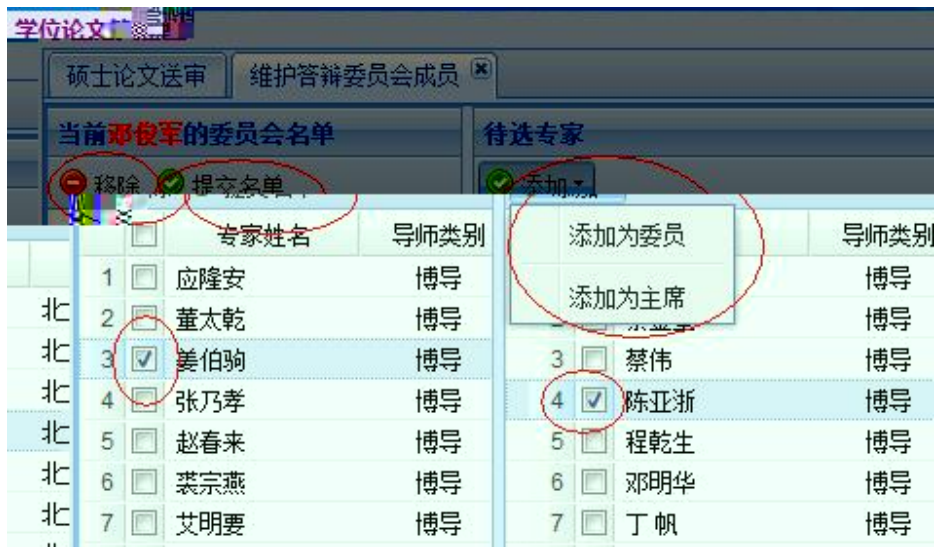 学位论文
硕士论文送审 维护答辩委员会成员
当前邓俊军的委员会名单 待选专家
移除 提交名单 添加
专家姓名 导师类别 添加为委员 导师类别
1 应隆安 博导 博导
添加为主席
北 2 董太乾 博导 博导
北 3 姜伯驹 博导 3 蔡伟 博导
北 4 张乃孝 博导 4 陈亚浙 博导
北 5 赵春来 博导 5 程乾生 博导
北 6 裘宗燕 博导 6 邓明华 博导
北 7 艾明要 博导 7 丁帆 博导